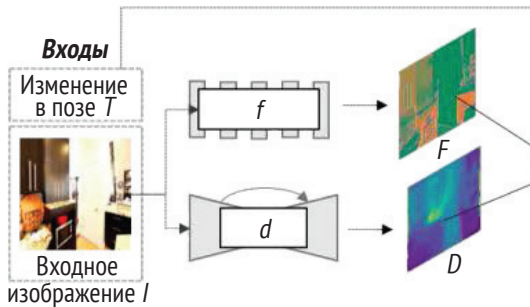 Входы
Изменение
в позе T
f
F
d
D
Входное
изображение I